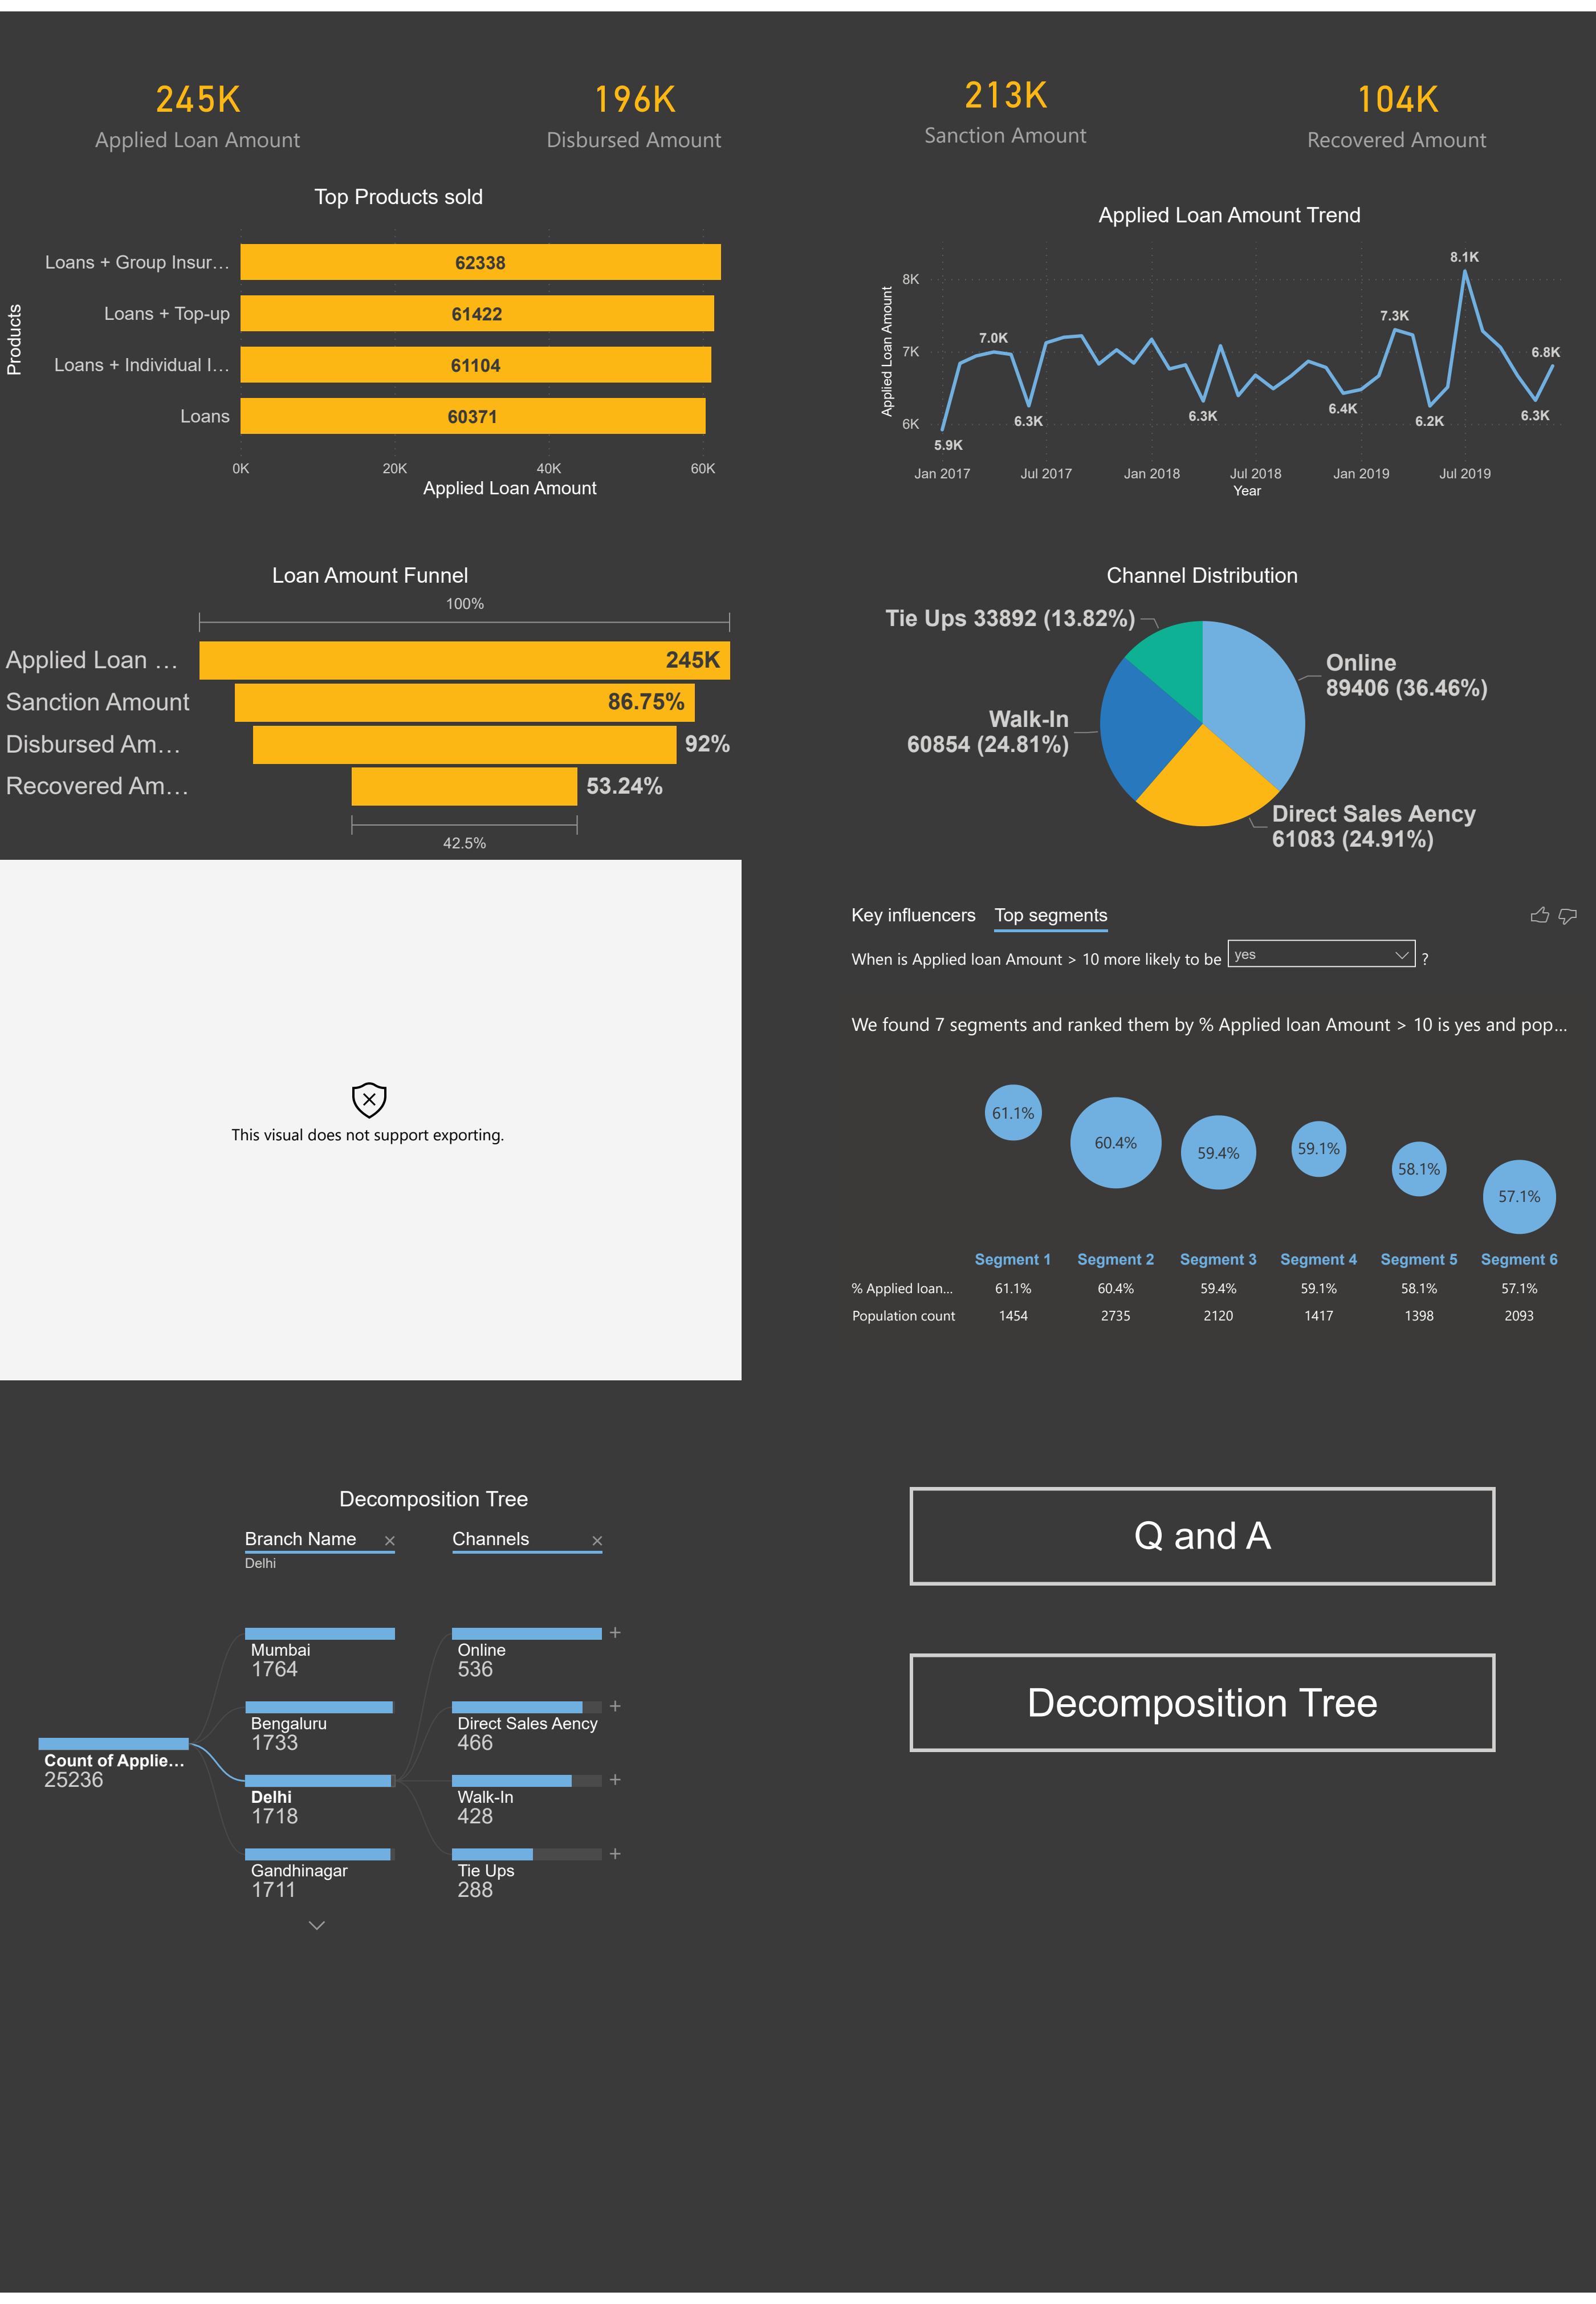 245K
Applied Loan Amount
196K
Disbursed Amount
213K
Sanction Amount
104K
Recovered Amount
Top Products sold
Products
Loans + Group Insur...
62338
Loans + Top-up
61422
Loans + Individual I...
61104
Loans
60371
0K 20K 40K 60K
Applied Loan Amount
Applied Loan Amount Trend
Applied Loan Amount
8K
7K
6K
5.9K
7.0K
6.3K
6.3K
6.4K
7.3K
6.2K
8.1K
6.3K
6.8K
Jan 2017 Jul 2017 Jan 2018 Jul 2018 Jan 2019 Jul 2019
Year
Loan Amount Funnel
100%
Applied Loan ...
245K
Sanction Amount
86.75%
Disbursed Am...
92%
Recovered Am...
53.24%
42.5%
Channel Distribution
Tie Ups 33892 (13.82%)
Online
89406 (36.46%)
Walk-In
60854 (24.81%)
Direct Sales Aency
61083 (24.91%)
This visual does not support exporting.
Key influencers Top segments
When is Applied loan Amount > 10 more likely to be yes ?
We found 7 segments and ranked them by % Applied loan Amount > 10 is yes and pop...
61.1% 60.4% 59.4% 59.1% 58.1% 57.1%
Segment 1 Segment 2 Segment 3 Segment 4 Segment 5 Segment 6
% Applied loan... 61.1% 60.4% 59.4% 59.1% 58.1% 57.1%
Population count 1454 2735 2120 1417 1398 2093
Decomposition Tree
Branch Name
Delhi
Channels
Count of Applie...
25236
Mumbai
1764
Bengaluru
1733
Delhi
1718
Gandhinagar
1711
Online
536
Direct Sales Aency
466
Walk-In
428
Tie Ups
288
Q and A
Decomposition Tree